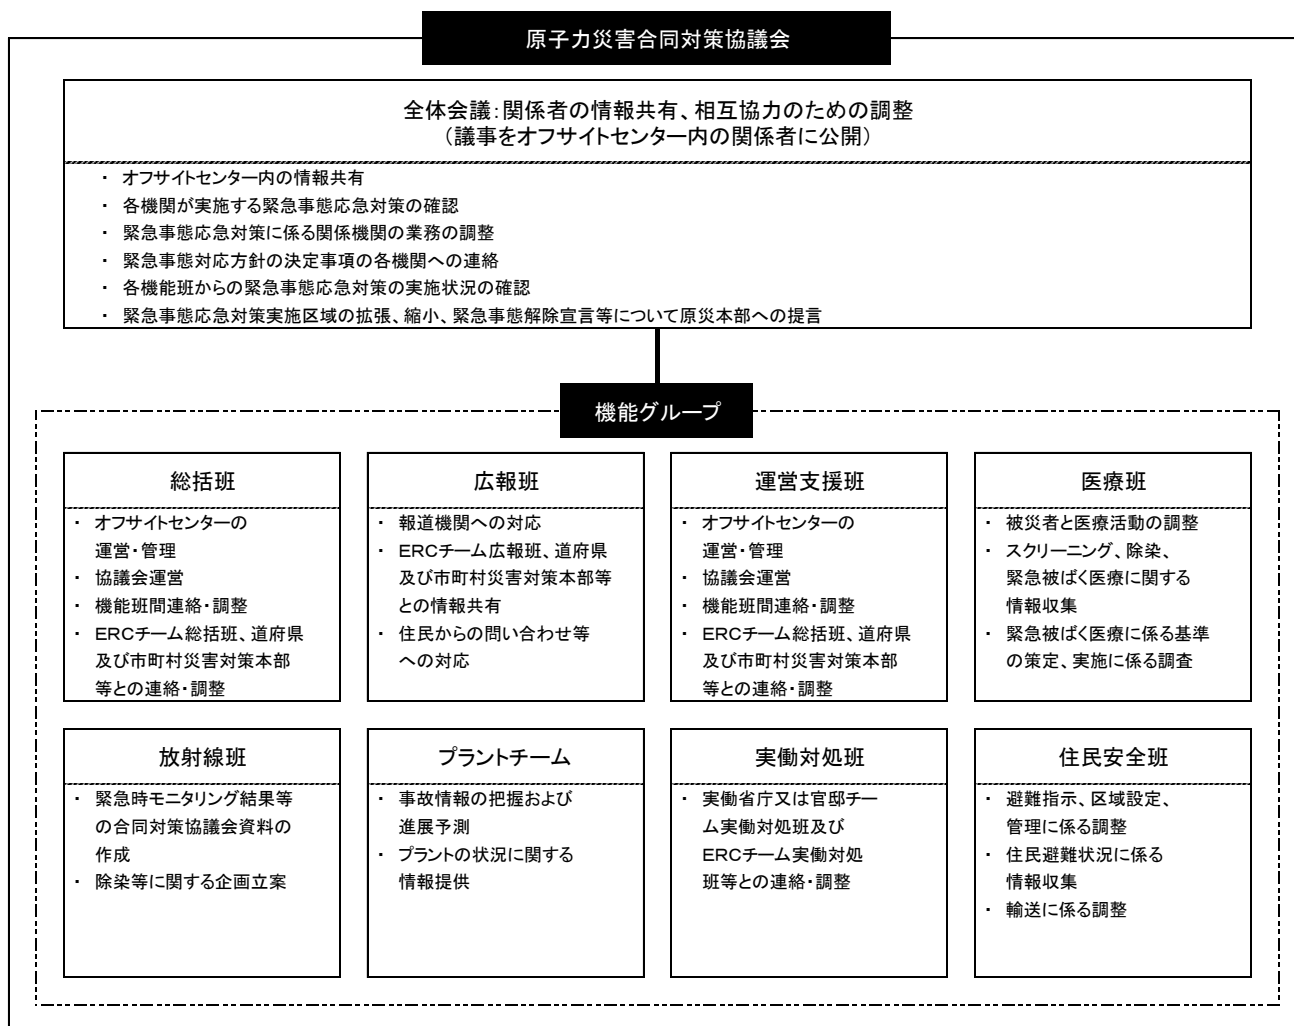 原子力災害合同対策協議会
全体会議：関係者の情報共有、相互協力のための調整
（議事をオフサイトセンター内の関係者に公開）
・ オフサイトセンター内の情報共有
・ 各機関が実施する緊急事態応急対策の確認
・ 緊急事態応急対策に係る関係機関の業務の調整
・ 緊急事態対応方針の決定事項の各機関への連絡
・ 各機能班からの緊急事態応急対策の実施状況の確認
・ 緊急事態応急対策実施区域の拡張、縮小、緊急事態解除宣言等について原災本部への提言
機能グループ
総括班
・ オフサイトセンターの
運営・管理
・ 協議会運営
・ 機能班間連絡・調整
・ ERCチーム総括班、道府県
及び市町村災害対策本部
等との連絡・調整
広報班
・ 報道機関への対応
・ ERCチーム広報班、道府県
及び市町村災害対策本部等
との情報共有
・ 住民からの問い合わせ等
への対応
運営支援班
・ オフサイトセンターの
運営・管理
・ 協議会運営
・ 機能班間連絡・調整
・ ERCチーム総括班、道府県
及び市町村災害対策本部
等との連絡・調整
医療班
・ 被災者と医療活動の調整
・ スクリーニング、除染、
緊急被ばく医療に関する
情報収集
・ 緊急被ばく医療に係る基準
の策定、実施に係る調査
放射線班
・ 緊急時モニタリング結果等
の合同対策協議会資料の
作成
・ 除染等に関する企画立案
プラントチーム
・ 事故情報の把握および
進展予測
・ プラントの状況に関する
情報提供
実働対処班
・ 実働省庁又は官邸チー
ム実働対処班及び
ERCチーム実働対処
班等との連絡・調整
住民安全班
・ 避難指示、区域設定、
管理に係る調整
・ 住民避難状況に係る
情報収集
・ 輸送に係る調整